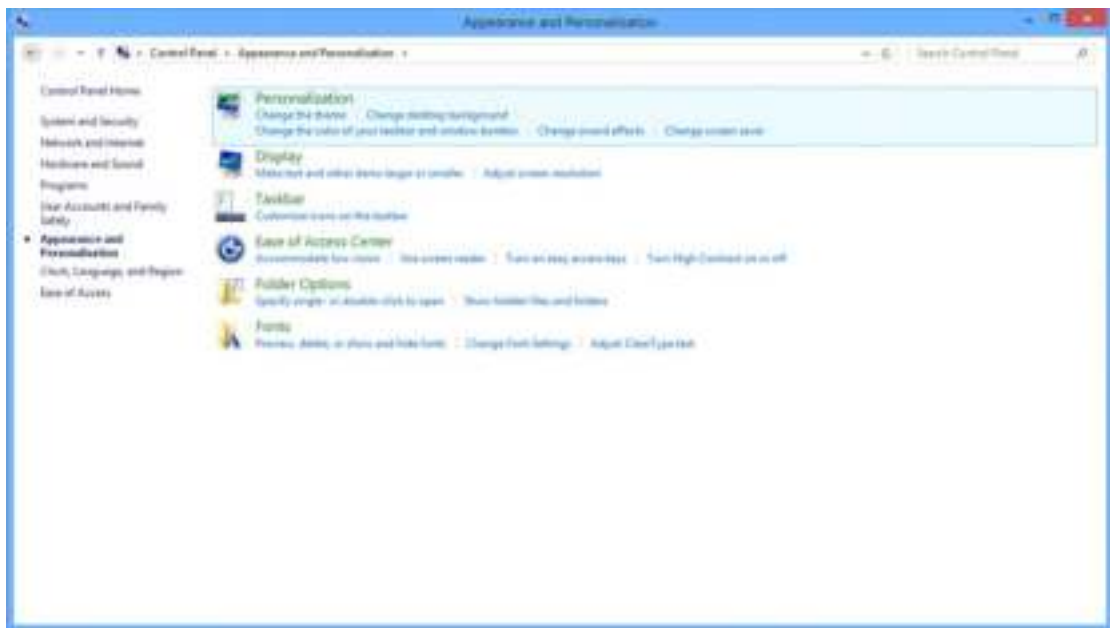 Appearance and Personalization
Control Panel Appearance and Personalization
Search Control Panel
Control Panel Home
System and Security
Network and Internet
Hardware and Sound
Programs
User Accounts and Family
Safety
Appearance and
Personalization
Clock, Language, and Region
Ease of Access
Personalization
Change the theme Change desktop background
Change the color of your taskbar and window borders Change sound effects Change screen saver
Display
Make text and other items larger or smaller Adjust screen resolution
Taskbar
Customize icons on the taskbar
Ease of Access Center
Accommodate low vision Use screen reader Turn on easy access keys Turn High Contrast on or off
Folder Options
Specify single- or double-click to open Show hidden files and folders
Fonts
Preview, delete, or show and hide fonts Change Font Settings Adjust ClearType text